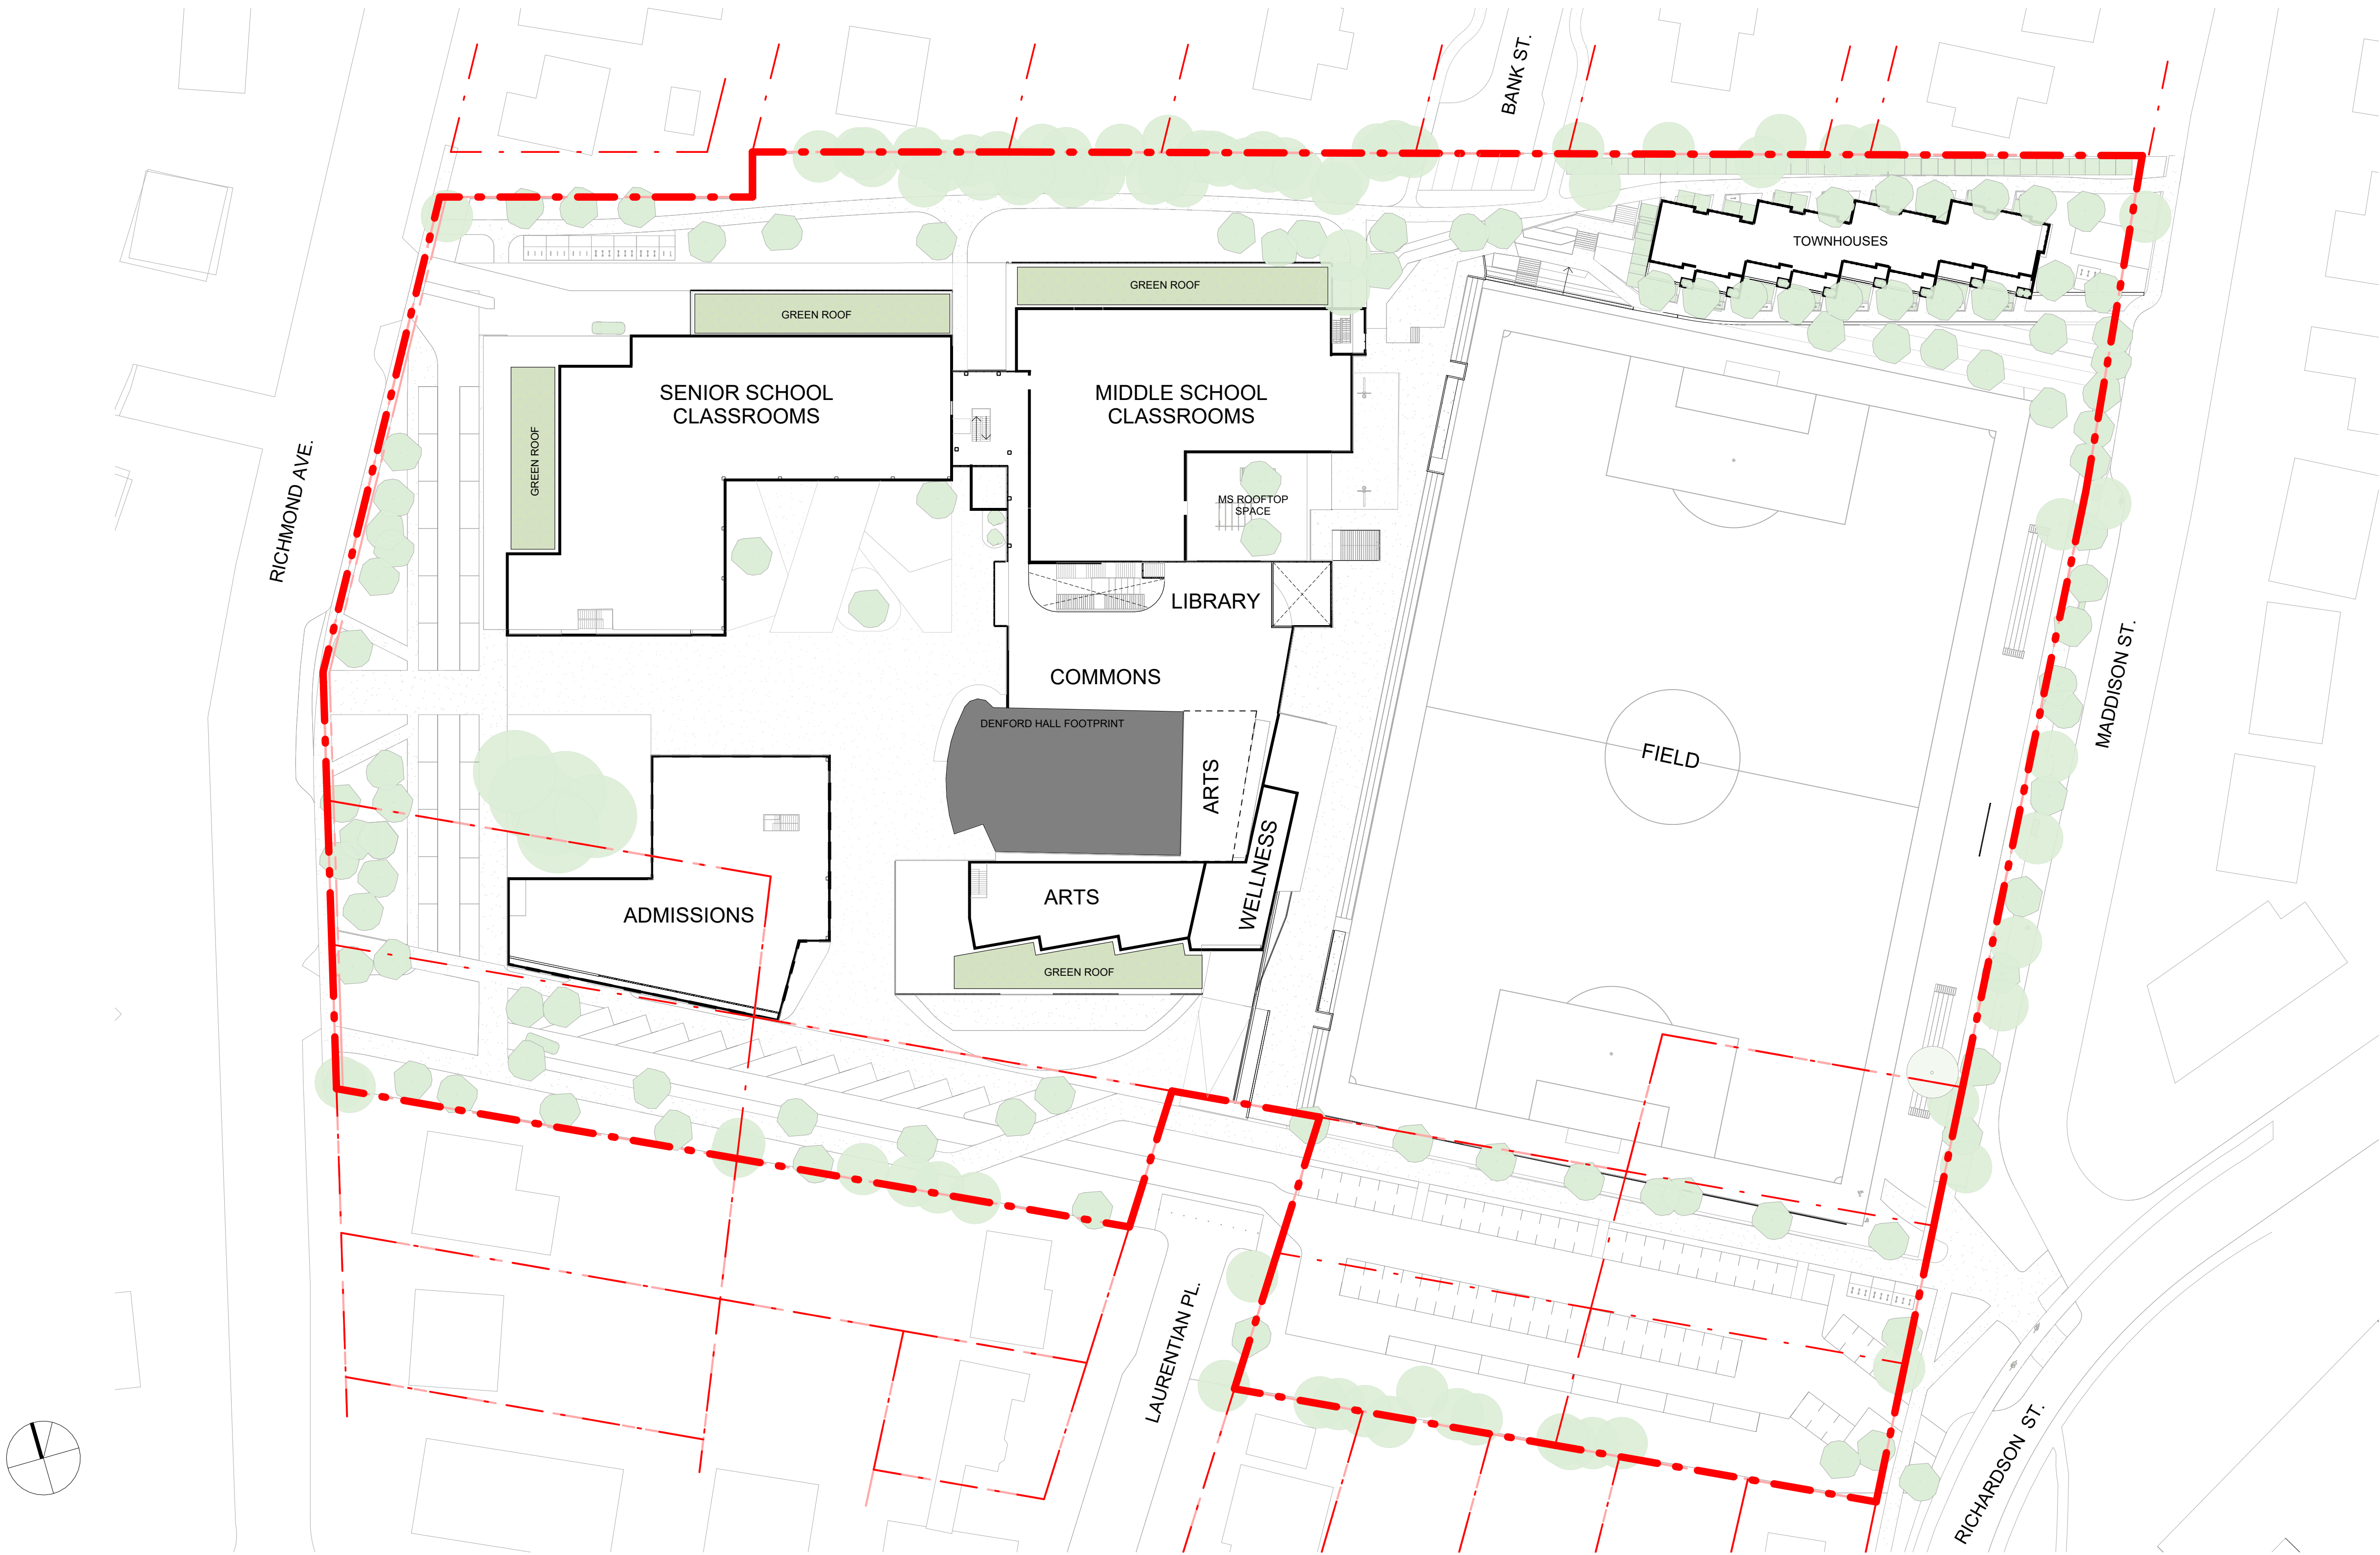 BANK ST.
TOWNHOUSES
GREEN ROOF
GREEN ROOF
SENIOR SCHOOL
CLASSROOMS
MIDDLE SCHOOL
CLASSROOMS
GREEN ROOF
RICHMOND AVE.
MS ROOFTOP
SPACE
LIBRARY
COMMONS
MADDISON ST.
DENFORD HALL FOOTPRINT
FIELD
ARTS
WELLNESS
ARTS
ADMISSIONS
GREEN ROOF
LAURENTIAN PL.
RICHARDSON ST.